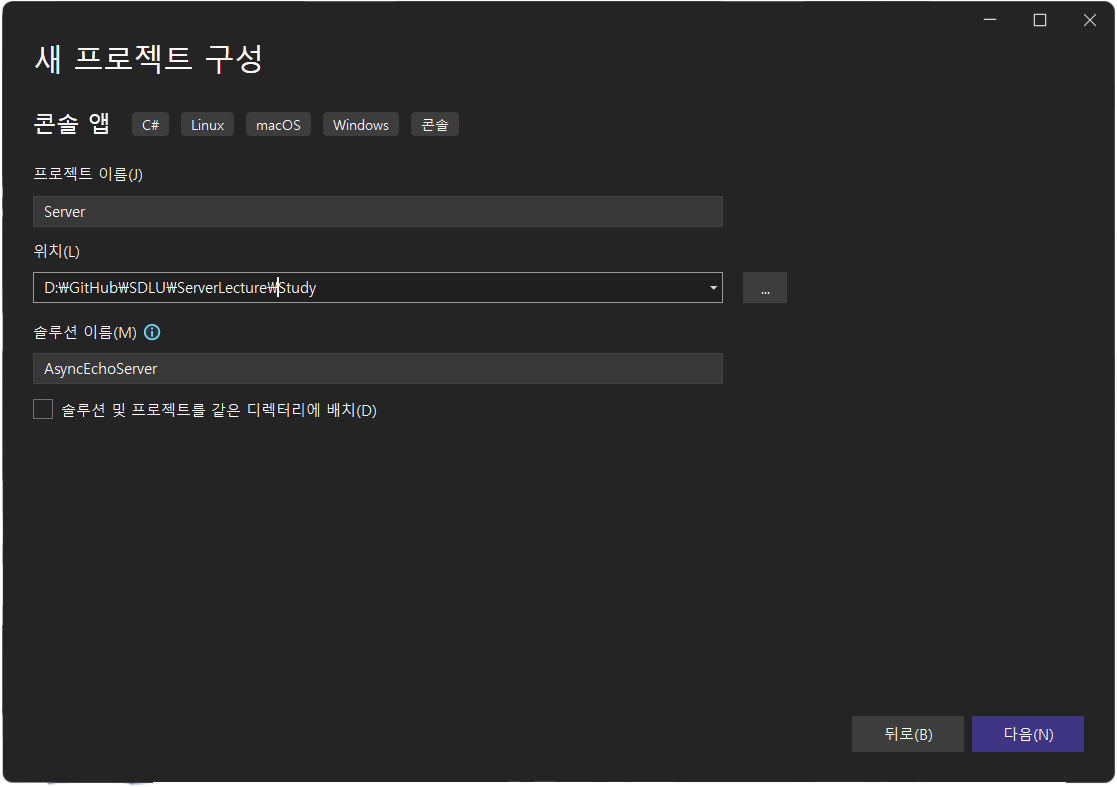 새 프로젝트 구성
콘솔 앱 C# Linux macOS Windows 콘솔
프로젝트 이름(J)
Server
위치(L)
D:₩GitHub₩SDLU₩ServerLecture₩Study
...
솔루션 이름(M)
AsyncEchoServer
솔루션 및 프로젝트를 같은 디렉터리에 배치(D)
뒤로(B) 다음(N)